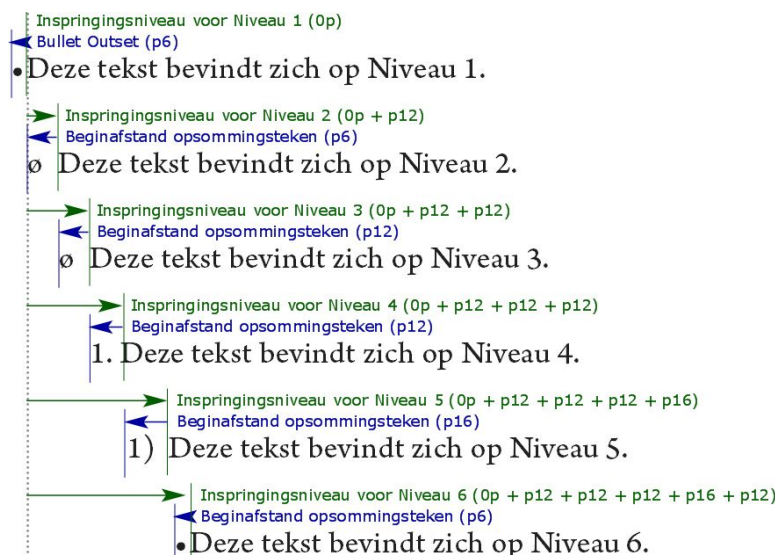 Inspringingsniveau voor Niveau 1 (0p)
Bullet Outset (p6)
•Deze tekst bevindt zich op Niveau 1.
Inspringingsniveau voor Niveau 2 (0p + p12)
Beginafstand opsommingsteken (p6)
ø Deze tekst bevindt zich op Niveau 2.
Inspringingsniveau voor Niveau 3 (0p + p12 + p12)
Beginafstand opsommingsteken (p12)
ø Deze tekst bevindt zich op Niveau 3.
Inspringingsniveau voor Niveau 4 (0p + p12 + p12 + p12)
Beginafstand opsommingsteken (p12)
1. Deze tekst bevindt zich op Niveau 4.
Inspringingsniveau voor Niveau 5 (0p + p12 + p12 + p12 + p16)
Beginafstand opsommingsteken (p16)
1) Deze tekst bevindt zich op Niveau 5.
Inspringingsniveau voor Niveau 6 (0p + p12 + p12 + p12 + p16 + p12)
Beginafstand opsommingsteken (p6)
•Deze tekst bevindt zich op Niveau 6.